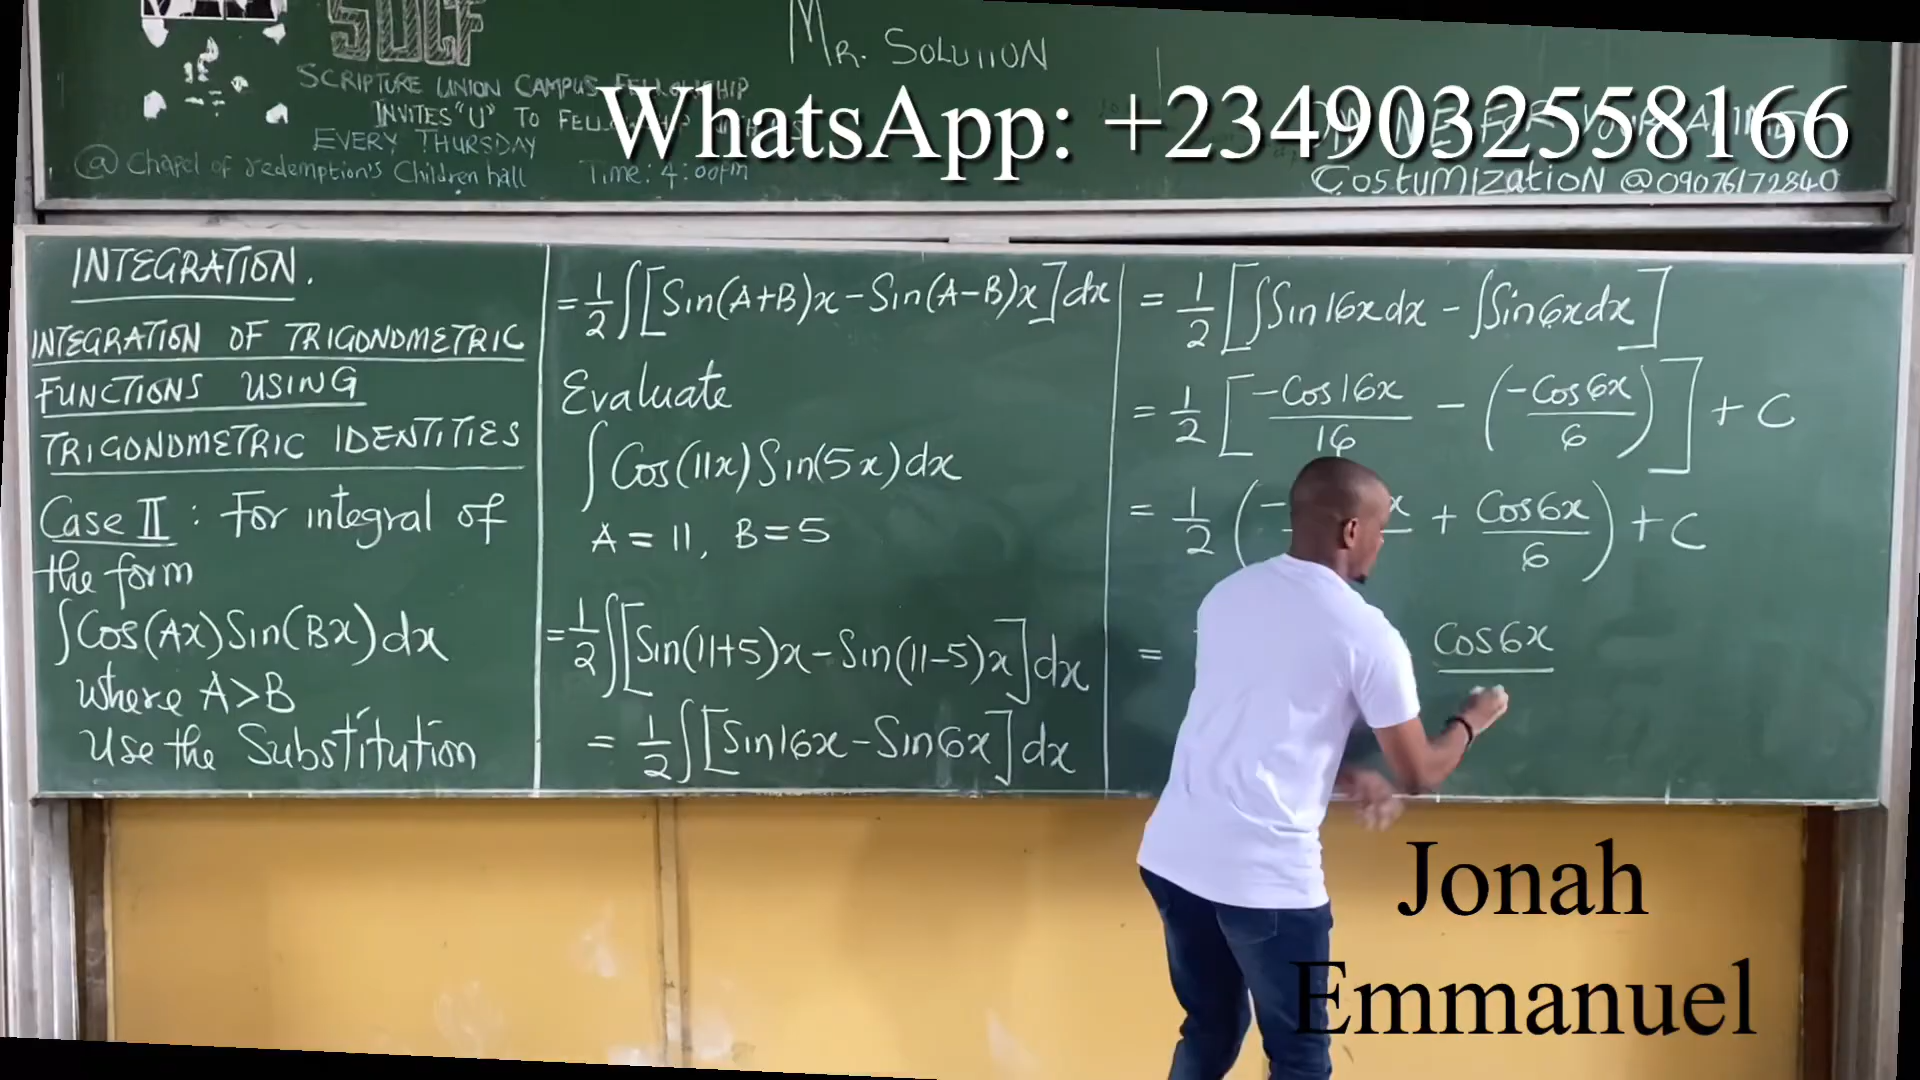 SUCF
MR. SOLUTION
SCRIPTURE UNION CAMPUS FELLOWSHIP
INVITES "U" TO
EVERY THURSDAY
@ Chapel of redemption's Children hall Time: 4:00pm
WhatsApp: +2349032558166
COSTUMIZATION @09076172840
INTEGRATION.
INTEGRATION OF TRIGONOMETRIC
FUNCTIONS USING
TRIGONOMETRIC IDENTITIES
Case II : For integral of
the form
∫Cos(Ax)Sin(Bx)dx
where A>B
Use the Substitution
= 1/2 ∫[Sin(A+B)x - Sin(A-B)x]dx
Evaluate
∫Cos(11x)Sin(5x)dx
A = 11, B = 5
= 1/2 ∫[Sin(11+5)x - Sin(11-5)x]dx
= 1/2 ∫[Sin16x - Sin6x]dx
= 1/2 [∫Sin16xdx - ∫Sin6xdx]
= 1/2 [-Cos16x/16 - (-Cos6x/6)] + C
= 1/2 (- x + Cos6x/6) + C
= Cos6x
Jonah
Emmanuel